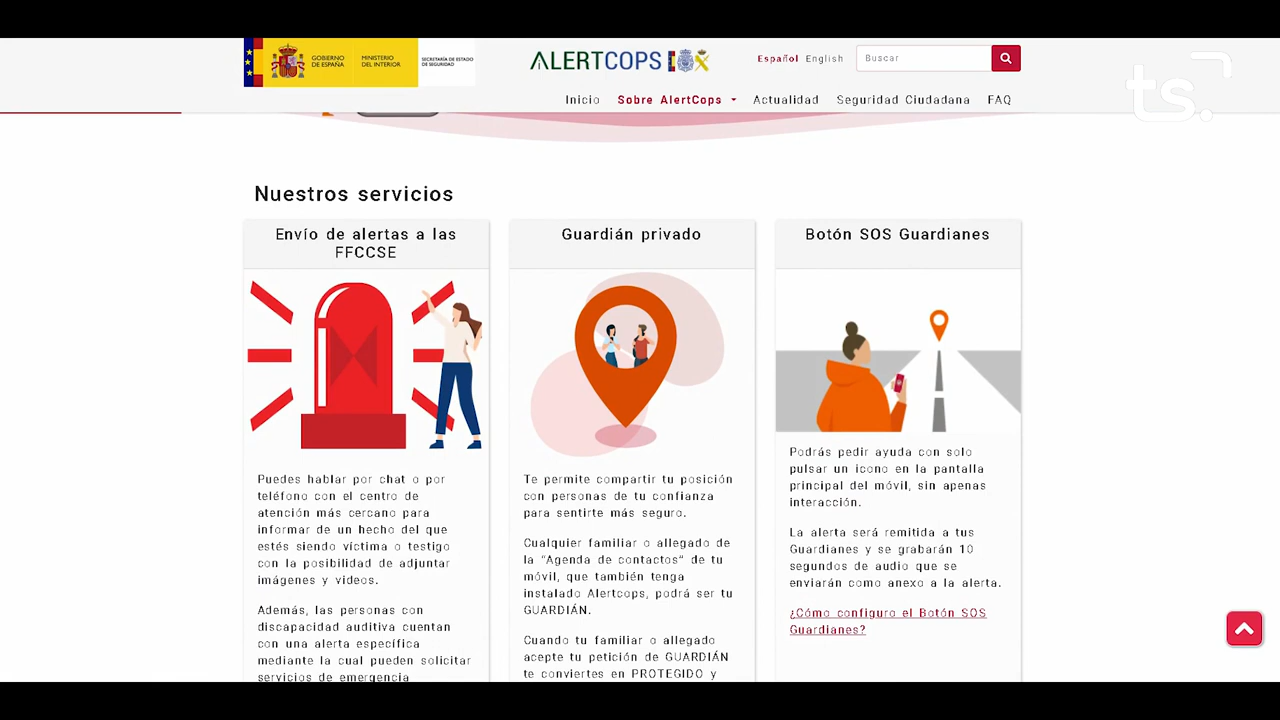 GOBIERNO
DE ESPAÑA
MINISTERIO
DEL INTERIOR
SECRETARÍA DE ESTADO
DE SEGURIDAD
ALERTCOPS
Español English
Buscar
ts.
Inicio Sobre AlertCops Actualidad Seguridad Ciudadana FAQ
Nuestros servicios
Envío de alertas a las
FFCCSE
Puedes hablar por chat o por
teléfono con el centro de
atención más cercano para
informar de un hecho del que
estés siendo víctima o testigo
con la posibilidad de adjuntar
imágenes y videos.
Además, las personas con
discapacidad auditiva cuentan
con una alerta específica
mediante la cual pueden solicitar
servicios de emergencia
Guardián privado
Te permite compartir tu posición
con personas de tu confianza
para sentirte más seguro.
Cualquier familiar o allegado de
la "Agenda de contactos" de tu
móvil, que también tenga
instalado Alertcops, podrá ser tu
GUARDIÁN.
Cuando tu familiar o allegado
acepte tu petición de GUARDIÁN
te conviertes en PROTEGIDO y
Botón SOS Guardianes
Podrás pedir ayuda con solo
pulsar un icono en la pantalla
principal del móvil, sin apenas
interacción.
La alerta será remitida a tus
Guardianes y se grabarán 10
segundos de audio que se
enviarán como anexo a la alerta.
¿Cómo configuro el Botón SOS
Guardianes?